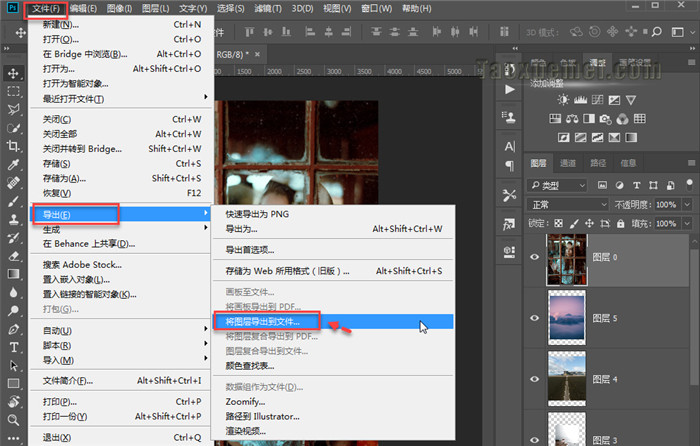 Ps 文件(F) 编辑(E) 图像(I) 图层(L) 文字(Y) 选择(S) 滤镜(T) 3D(D) 视图(V) 窗口(W) 帮助(H)
3D 模式:
RGB/8) *
新建(N)... Ctrl+N
打开(O)... Ctrl+O
在 Bridge 中浏览(B)... Alt+Ctrl+O
打开为... Alt+Shift+Ctrl+O
打开为智能对象...
最近打开文件(T)
关闭(C) Ctrl+W
关闭全部 Alt+Ctrl+W
关闭并转到 Bridge... Shift+Ctrl+W
存储(S) Ctrl+S
存储为(A)... Shift+Ctrl+S
恢复(V) F12
导出(E)
生成
在 Behance 上共享(D)...
搜索 Adobe Stock...
置入嵌入对象(L)...
置入链接的智能对象(K)...
打包(G)...
自动(U)
脚本(R)
导入(M)
文件简介(F)... Alt+Shift+Ctrl+I
打印(P)... Ctrl+P
打印一份(Y) Alt+Shift+Ctrl+P
退出(X) Ctrl+Q
快速导出为 PNG
导出为... Alt+Shift+Ctrl+W
导出首选项...
存储为 Web 所用格式（旧版）... Alt+Shift+Ctrl+S
画板至文件...
将画板导出到 PDF...
将图层导出到文件...
将图层复合导出到 PDF...
图层复合导出到文件...
颜色查找表...
数据组作为文件(D)...
Zoomify...
路径到 Illustrator...
渲染视频...
500 1000 1500 2000 2500 3000 3500 4000 4500 5000
添加调整
图层 通道 路径 信息
类型
正常 不透明度: 100%
锁定: 填充: 100%
图层 0
图层 5
图层 4
图层 3